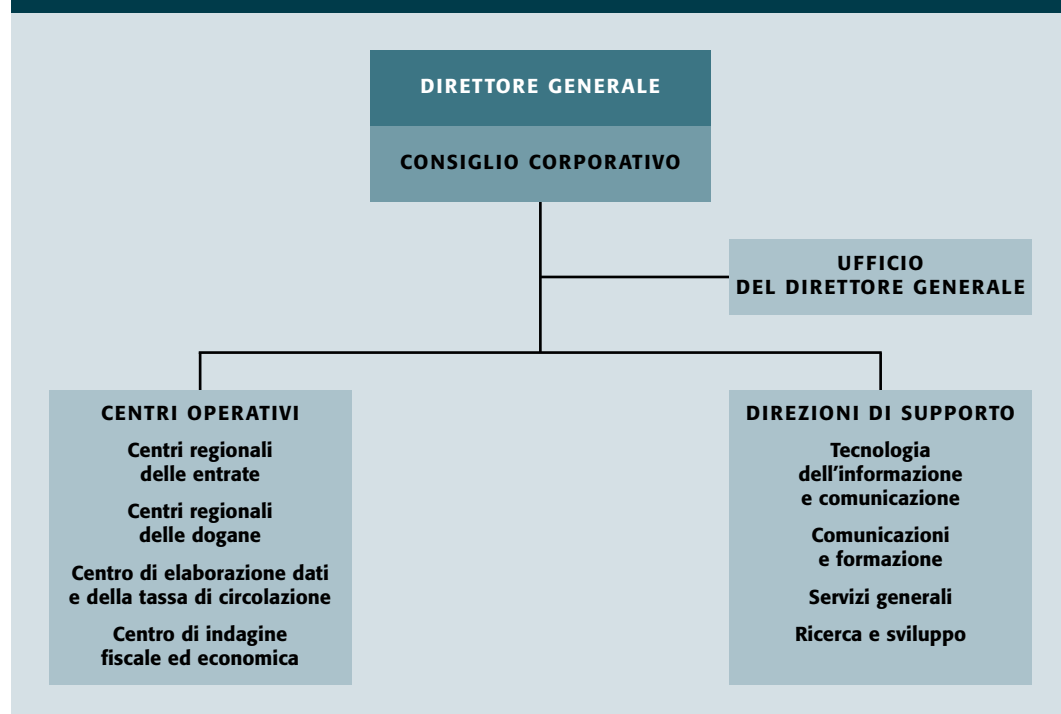 DIRETTORE GENERALE
CONSIGLIO CORPORATIVO
UFFICIO
DEL DIRETTORE GENERALE
CENTRI OPERATIVI
Centri regionali
delle entrate
Centri regionali
delle dogane
Centro di elaborazione dati
e della tassa di circolazione
Centro di indagine
fiscale ed economica
DIREZIONI DI SUPPORTO
Tecnologia
dell'informazione
e comunicazione
Comunicazioni
e formazione
Servizi generali
Ricerca e sviluppo